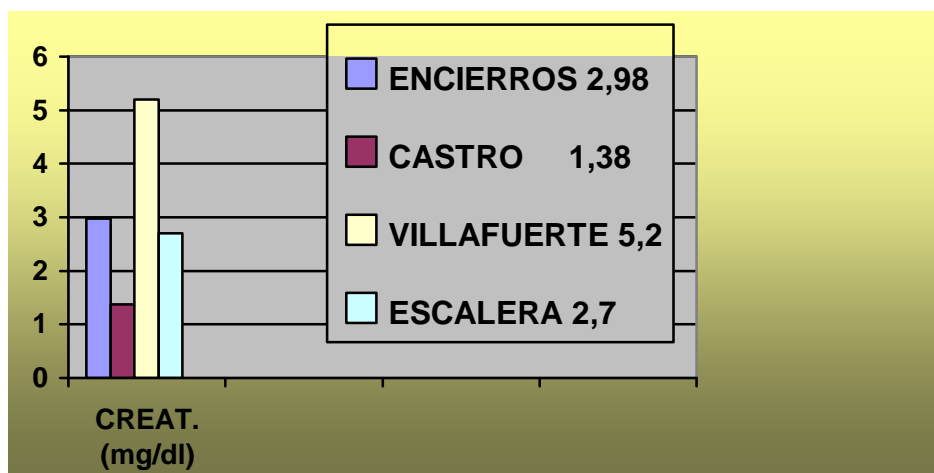 6
5
4
3
2
1
0
CREAT.
(mg/dl)
ENCIERROS 2,98
CASTRO 1,38
VILLAFUERTE 5,2
ESCALERA 2,7